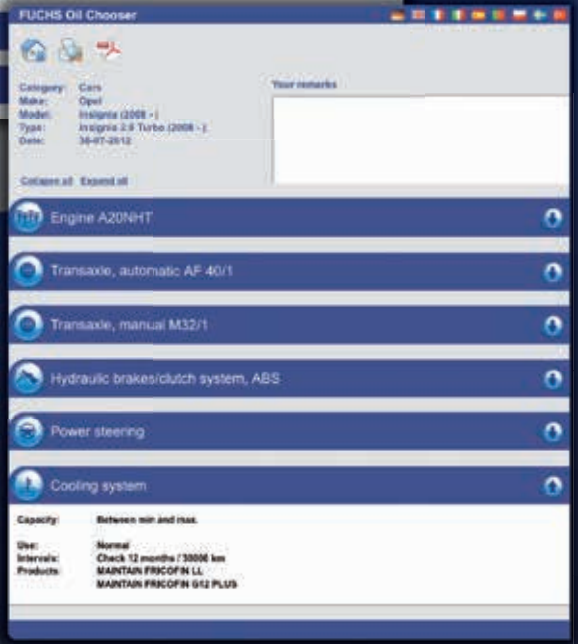 FUCHS Oil Chooser
Category: Cars
Make: Opel
Model: Insignia (2008 - )
Type: Insignia 2.0 Turbo (2008 - )
Date: 30-07-2012
Your remarks
Collapse all Expand all
Engine A20NHT
Transaxle, automatic AF 40/1
Transaxle, manual M32/1
Hydraulic brakes/clutch system, ABS
Power steering
Cooling system
Capacity: Between min and max.
Use: Normal
Intervals: Check 12 months / 30000 km
Products: MAINTAIN FRICOFIN LL
MAINTAIN FRICOFIN G12 PLUS